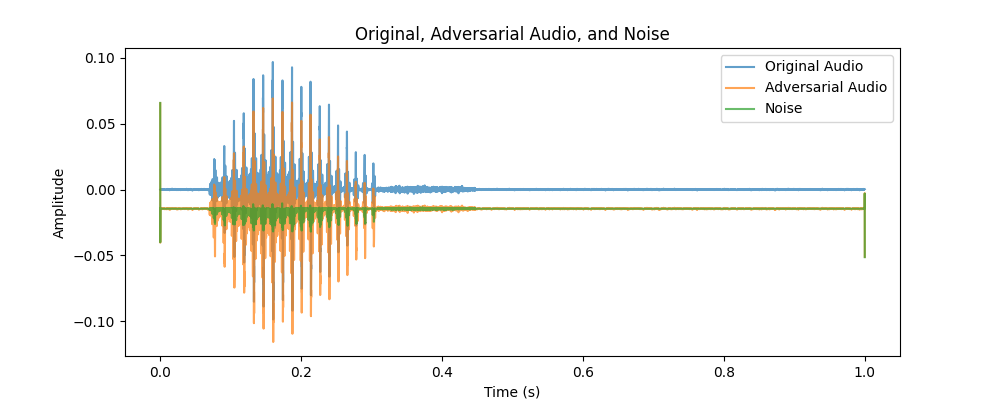 Original, Adversarial Audio, and Noise
Original Audio
Adversarial Audio
Noise
Amplitude
0.10
0.05
0.00
−0.05
−0.10
0.0 0.2 0.4 0.6 0.8 1.0
Time (s)